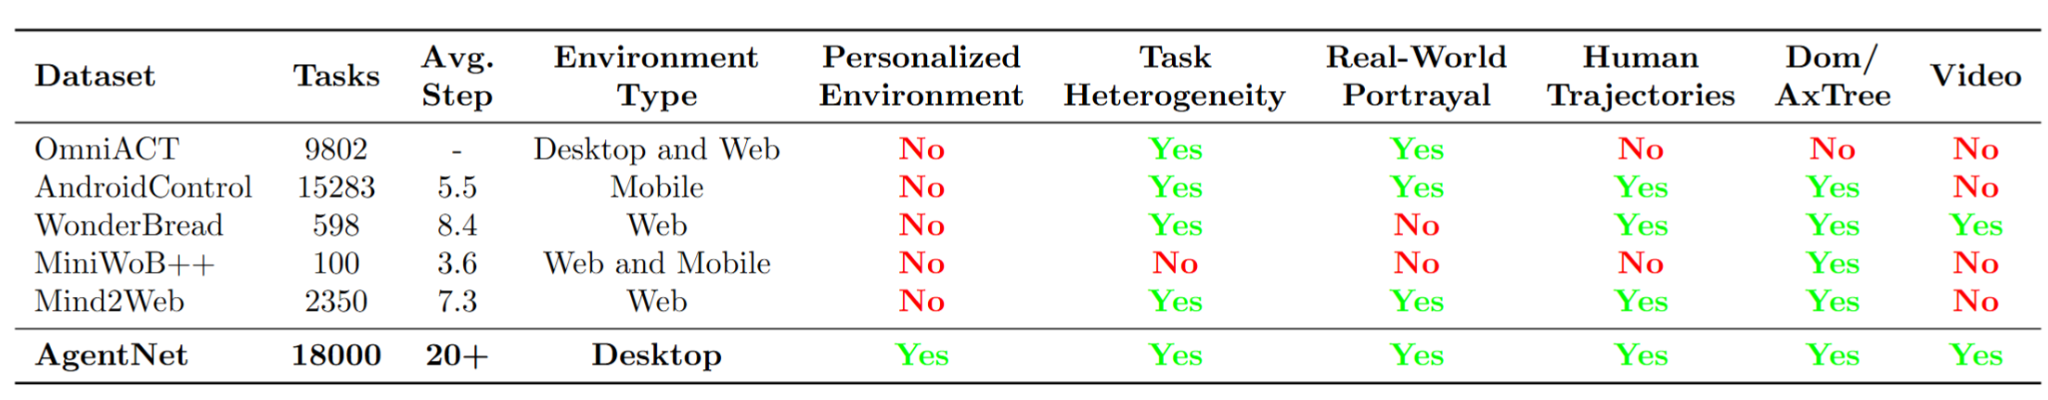 Dataset Tasks Avg. Step Environment Type Personalized Environment Task Heterogeneity Real-World Portrayal Human Trajectories Dom/ AxTree Video
OmniACT 9802 - Desktop and Web No Yes Yes No No No
AndroidControl 15283 5.5 Mobile No Yes Yes Yes Yes No
WonderBread 598 8.4 Web No Yes No Yes Yes Yes
MiniWoB++ 100 3.6 Web and Mobile No No No No Yes No
Mind2Web 2350 7.3 Web No Yes Yes Yes Yes No
AgentNet 18000 20+ Desktop Yes Yes Yes Yes Yes Yes